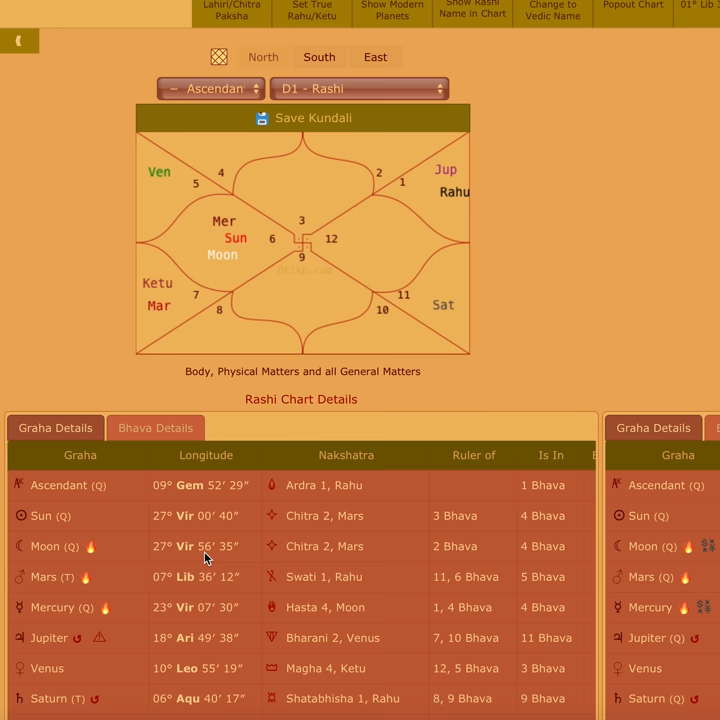 Lahiri/Chitra Paksha
Set True Rahu/Ketu
Show Modern Planets
Show Rashi Name in Chart
Change to Vedic Name
Popout Chart
01° Lib
North South East
Ascendan
D1 - Rashi
Save Kundali
Ven 4 5 2 1 Jup
Rahu
Mer Sun Moon 6 3 12 9
Ketu Mar 7 8 10 11 Sat
Body, Physical Matters and all General Matters
Rashi Chart Details
Graha Details Bhava Details Graha Details
Graha Longitude Nakshatra Ruler of Is In Graha
Ascendant (Q) 09° Gem 52' 29" Ardra 1, Rahu 1 Bhava Ascendant (Q)
Sun (Q) 27° Vir 00' 40" Chitra 2, Mars 3 Bhava 4 Bhava Sun (Q)
Moon (Q) 27° Vir 56' 35" Chitra 2, Mars 2 Bhava 4 Bhava Moon (Q)
Mars (T) 07° Lib 36' 12" Swati 1, Rahu 11, 6 Bhava 5 Bhava Mars (Q)
Mercury (Q) 23° Vir 07' 30" Hasta 4, Moon 1, 4 Bhava 4 Bhava Mercury
Jupiter 18° Ari 49' 38" Bharani 2, Venus 7, 10 Bhava 11 Bhava Jupiter (Q)
Venus 10° Leo 55' 19" Magha 4, Ketu 12, 5 Bhava 3 Bhava Venus
Saturn (T) 06° Aqu 40' 17" Shatabhisha 1, Rahu 8, 9 Bhava 9 Bhava Saturn (Q)